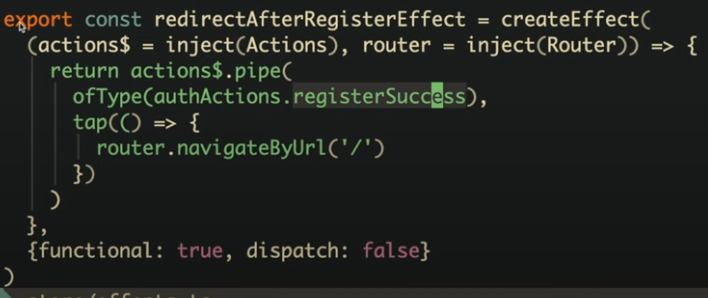 export const redirectAfterRegisterEffect = createEffect(
(actions$ = inject(Actions), router = inject(Router)) => {
return actions$.pipe(
ofType(authActions.registerSuccess),
tap(() => {
router.navigateByUrl('/')
})
)
},
{functional: true, dispatch: false}
)